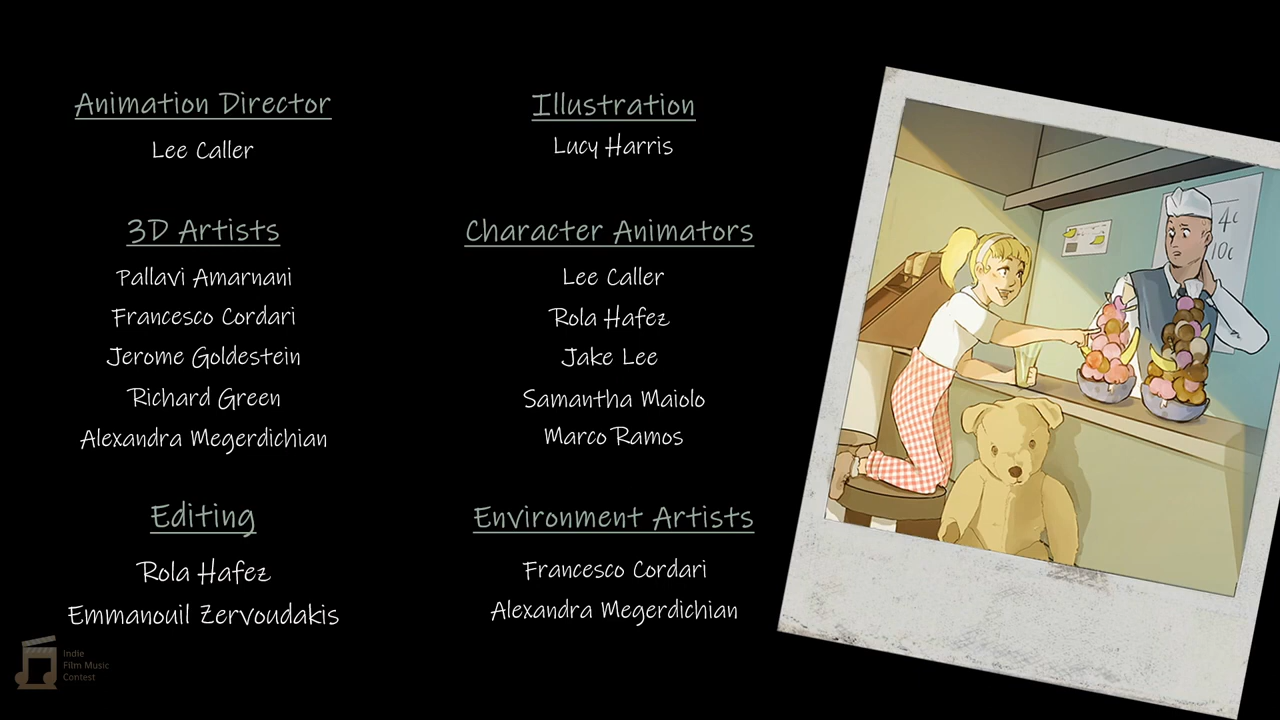 Animation Director
Lee Caller
3D Artists
Pallavi Amarnani
Francesco Cordari
Jerome Goldestein
Richard Green
Alexandra Megerdichian
Editing
Rola Hafez
Emmanouil Zervoudakis
Illustration
Lucy Harris
Character Animators
Lee Caller
Rola Hafez
Jake Lee
Samantha Maiolo
Marco Ramos
Environment Artists
Francesco Cordari
Alexandra Megerdichian
4¢
10¢
Indie
Film Music
Contest